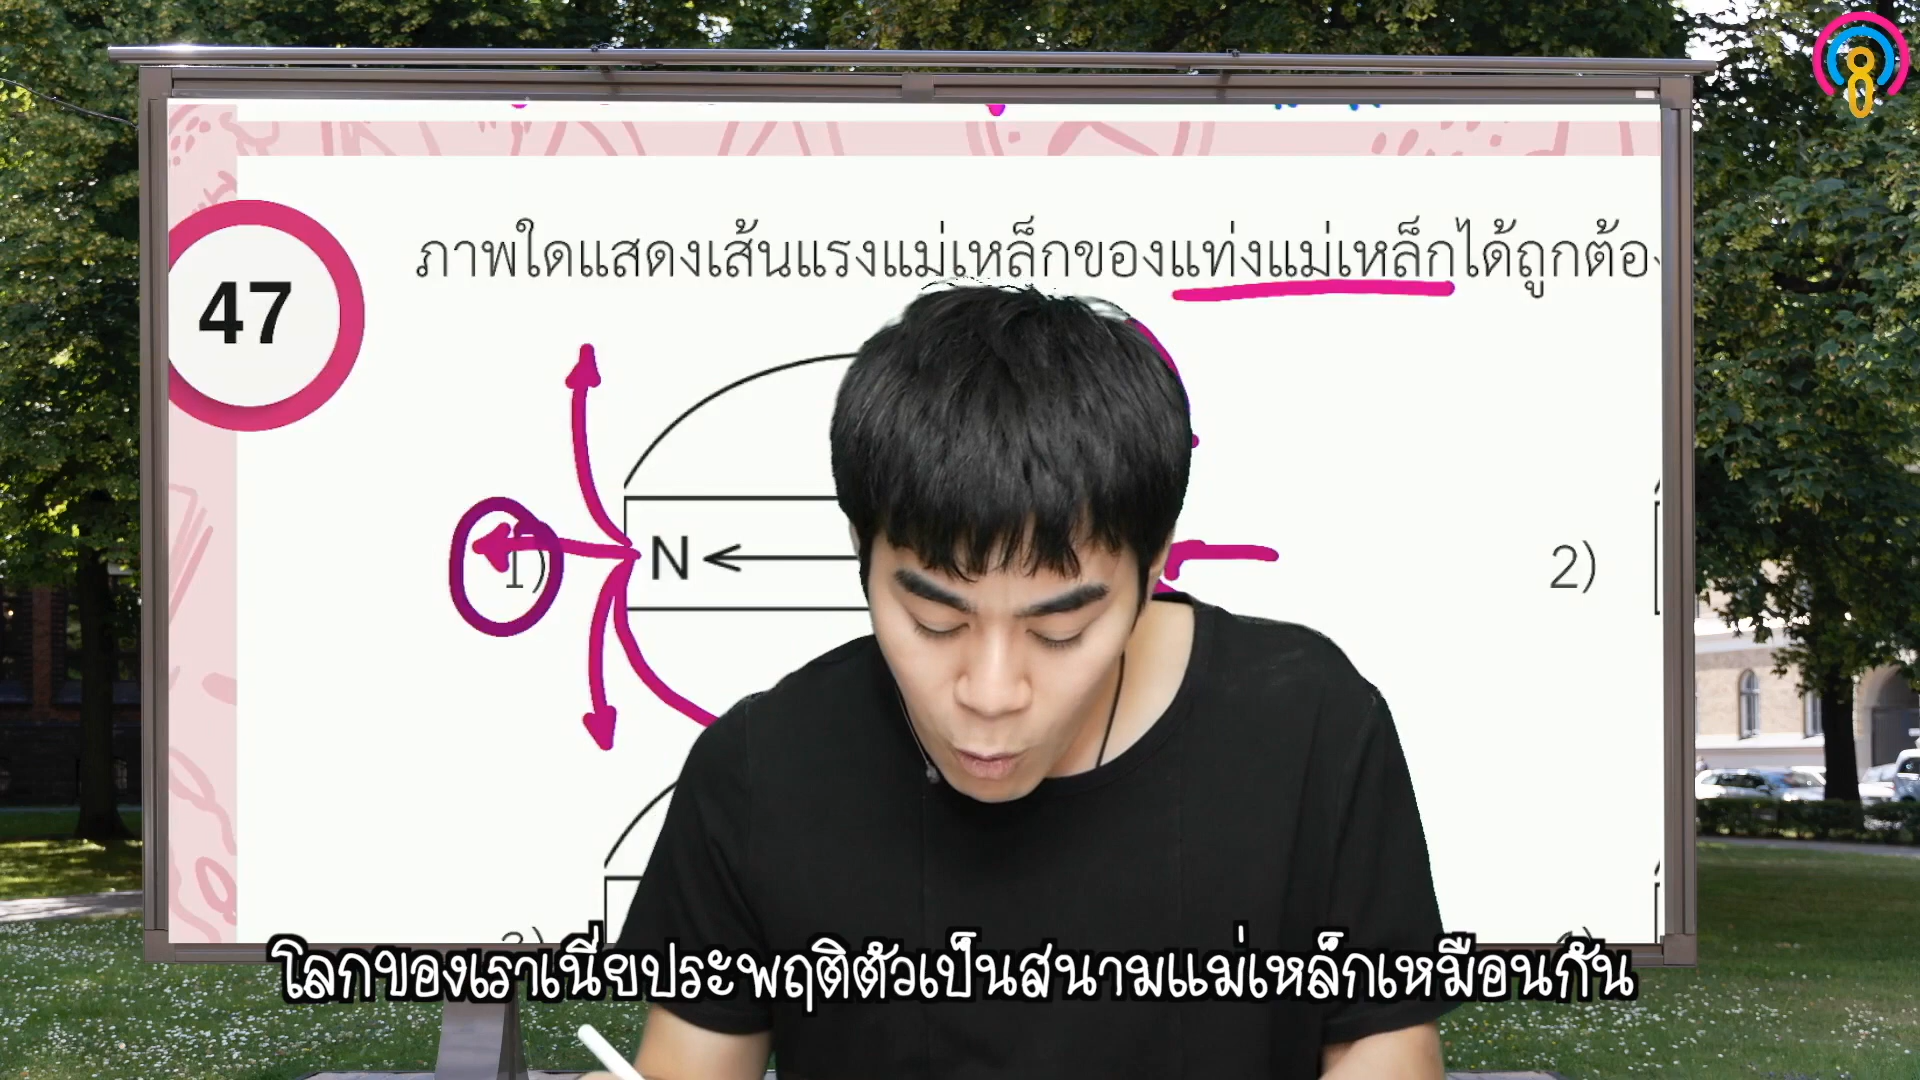 47
ภาพใดแสดงเส้นแรงแม่เหล็กของแท่งแม่เหล็กได้ถูกต้อ
1)
N
2)
โลกของเราเนี่ยประพฤติตัวเป็นสนามแม่เหล็กเหมือนกัน